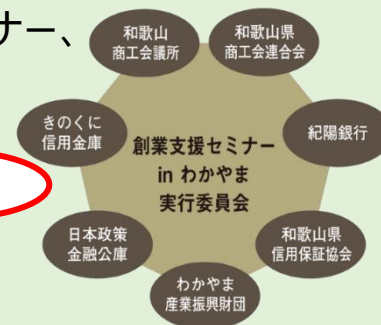 ナー、
和歌山
商工会議所
和歌山県
商工会連合会
きのくに
信用金庫
紀陽銀行
創業支援セミナー
in わかやま
実行委員会
日本政策
金融公庫
和歌山県
信用保証協会
わかやま
産業振興財団